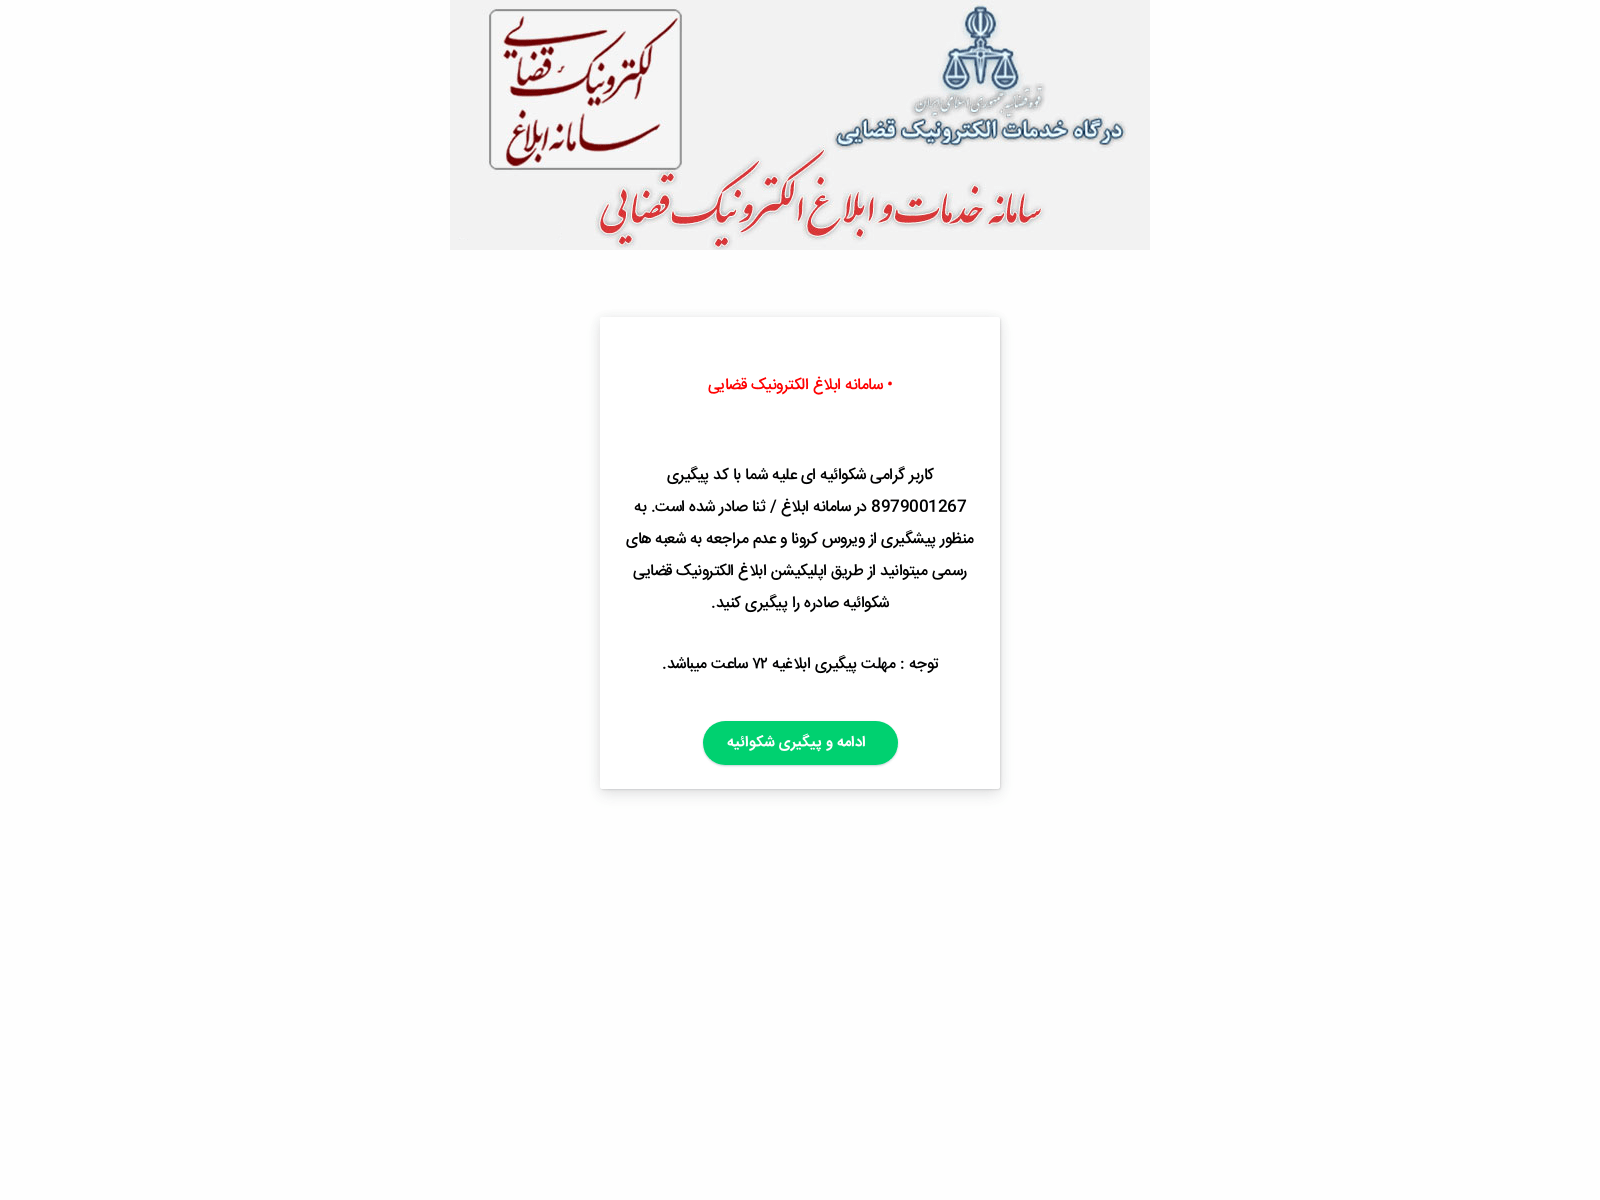 قوه قضاییه جمهوری اسلامی ایران
درگاه خدمات الکترونیک قضایی
الکترونیک قضایی
سامانه ابلاغ
سامانه خدمات و ابلاغ الکترونیک قضایی
• سامانه ابلاغ الکترونیک قضایی
کاربر گرامی شکوائیه ای علیه شما با کد پیگیری
8979001267 در سامانه ابلاغ / ثنا صادر شده است. به
منظور پیشگیری از ویروس کرونا و عدم مراجعه به شعبه های
رسمی میتوانید از طریق اپلیکیشن ابلاغ الکترونیک قضایی
شکوائیه صادره را پیگیری کنید.
توجه : مهلت پیگیری ابلاغیه ۷۲ ساعت میباشد.
ادامه و پیگیری شکوائیه